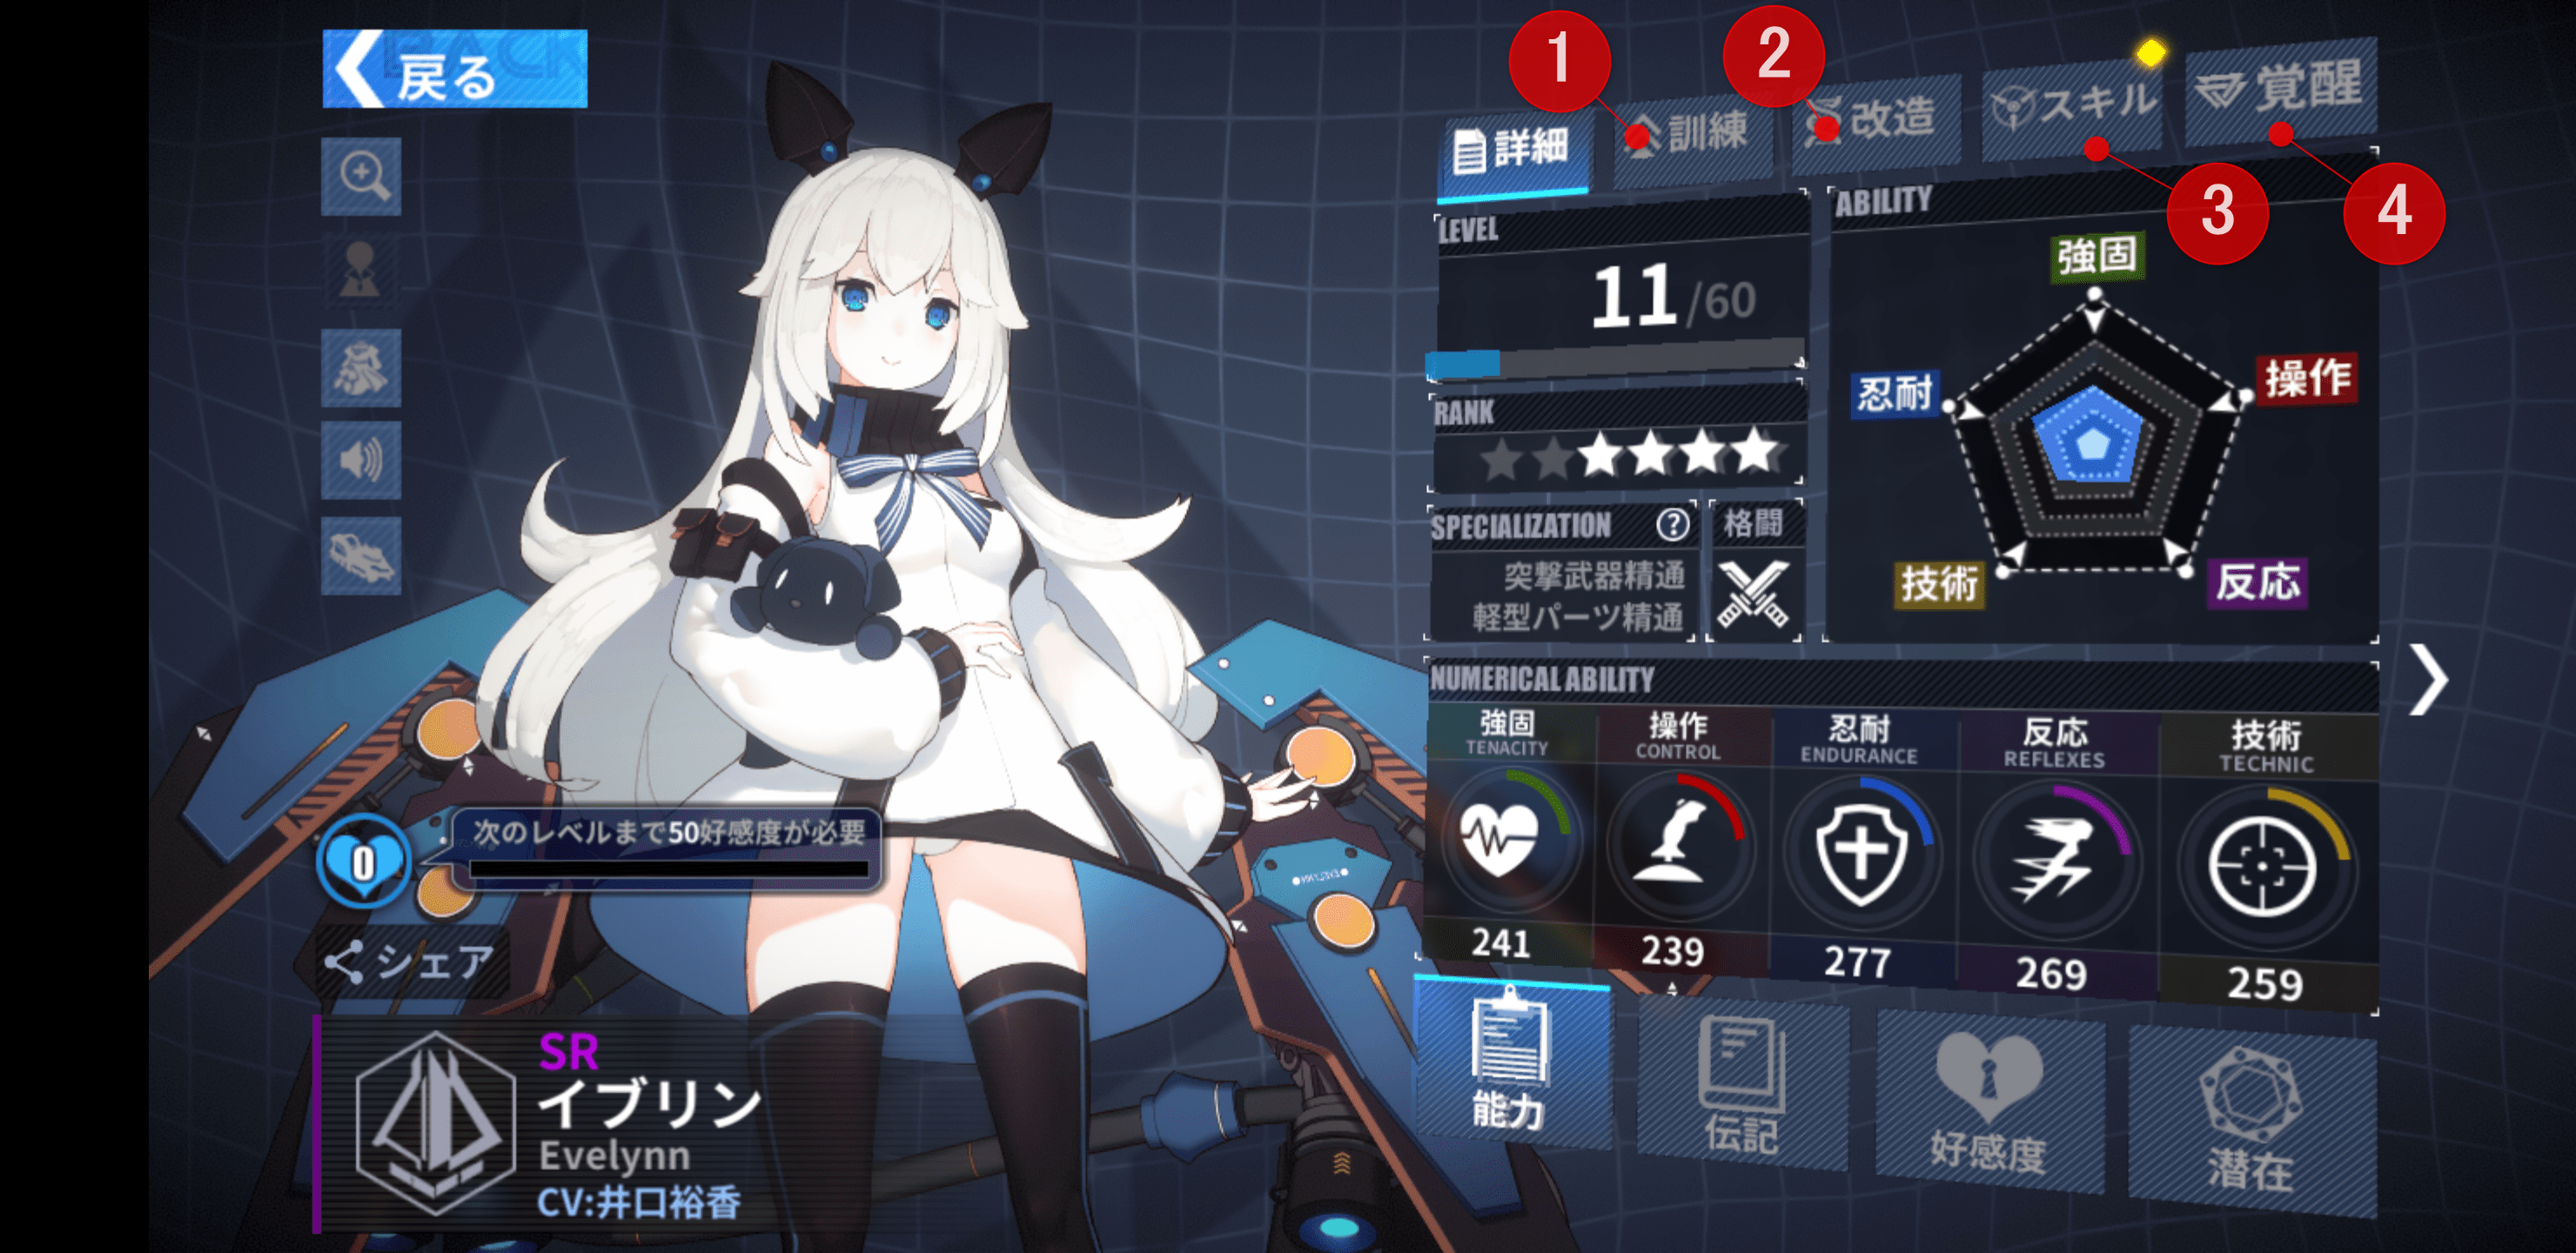 BACK
戻る
1
2
3
4
詳細
訓練
改造
スキル
覚醒
LEVEL
11/60
RANK
SPECIALIZATION ?
突撃武器精通
軽型パーツ精通
格闘
ABILITY
強固
操作
忍耐
技術
反応
NUMERICAL ABILITY
強固
TENACITY
241
操作
CONTROL
239
忍耐
ENDURANCE
277
反応
REFLEXES
269
技術
TECHNIC
259
0
次のレベルまで50好感度が必要
シェア
SR
イブリン
Evelynn
CV:井口裕香
能力
伝記
好感度
潜在